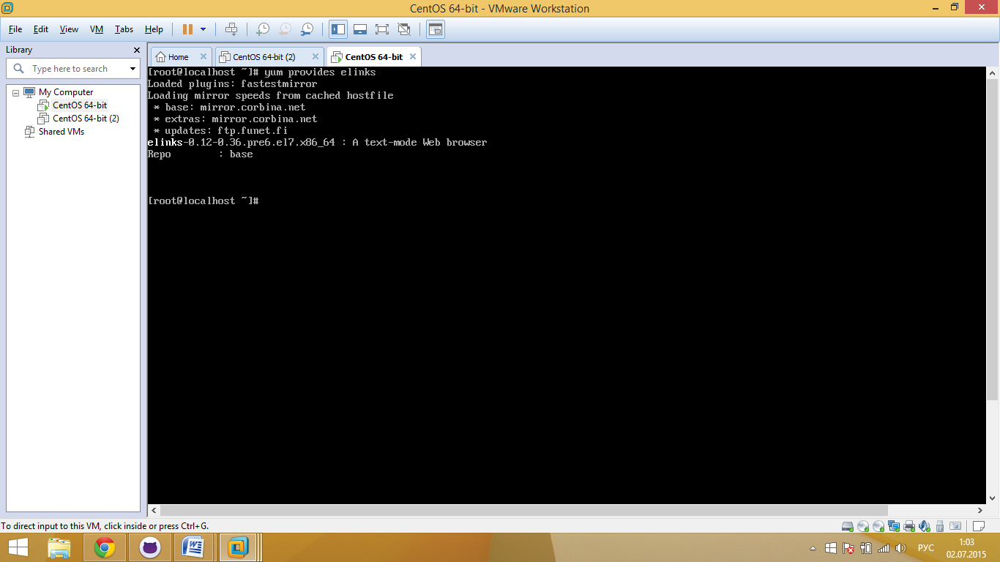 CentOS 64-bit - VMware Workstation
File Edit View VM Tabs Help
Library
Type here to search
My Computer
CentOS 64-bit
CentOS 64-bit (2)
Shared VMs
Home CentOS 64-bit (2) CentOS 64-bit
[root@localhost ~]# yum provides elinks
Loaded plugins: fastestmirror
Loading mirror speeds from cached hostfile
* base: mirror.corbina.net
* extras: mirror.corbina.net
* updates: ftp.funet.fi
elinks-0.12-0.36.pre6.el7.x86_64 : A text-mode Web browser
Repo : base
[root@localhost ~]#
To direct input to this VM, click inside or press Ctrl+G.
РУС
1:03
02.07.2015